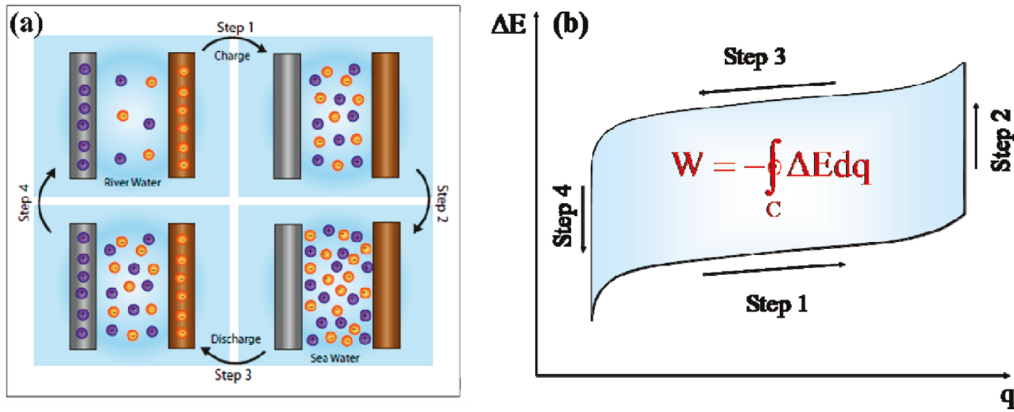 (a)
Step 1
Charge
River Water
Step 4
Step 2
Discharge
Step 3
Sea Water
ΔE
(b)
Step 3
Step 2
W = -∮ΔEdq
C
Step 4
Step 1
q